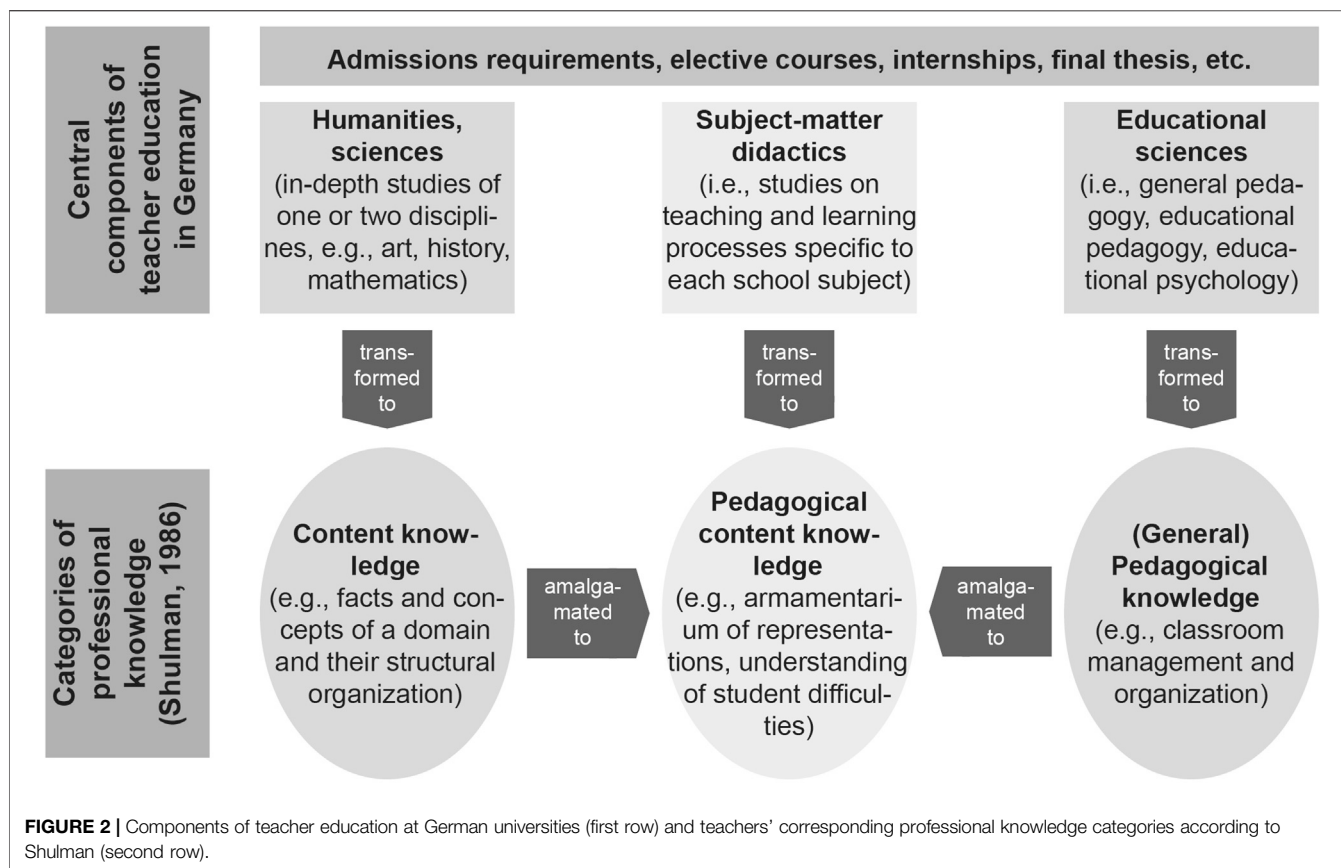 Central
components of
teacher education
in Germany
Admissions requirements, elective courses, internships, final thesis, etc.
Humanities,
sciences
(in-depth studies of
one or two discipli-
nes, e.g., art, history,
mathematics)
Subject-matter
didactics
(i.e., studies on
teaching and learning
processes specific to
each school subject)
Educational
sciences
(i.e., general peda-
gogy, educational
pedagogy, educa-
tional psychology)
trans-
formed
to
trans-
formed
to
trans-
formed
to
Categories of
professional
knowledge
(Shulman, 1986)
Content know-
ledge
(e.g., facts and con-
cepts of a domain
and their structural
organization)
amalga-
mated
to
Pedagogical
content know-
ledge
(e.g., armamentari-
um of representa-
tions, understanding
of student difficul-
ties)
amalga-
mated
to
(General)
Pedagogical
knowledge
(e.g., classroom
management and
organization)
FIGURE 2 | Components of teacher education at German universities (first row) and teachers’ corresponding professional knowledge categories according to
Shulman (second row).